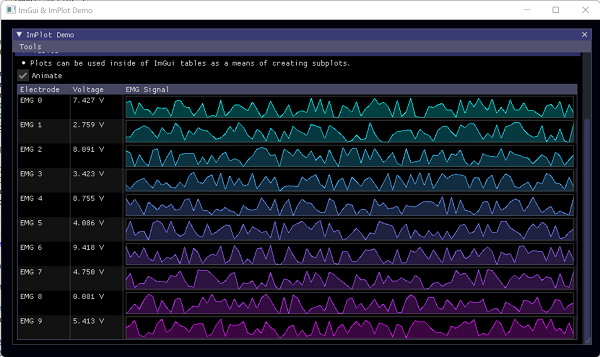 ImGui & ImPlot Demo
ImPlot Demo
Tools
Plots can be used inside of ImGui tables as a means of creating subplots.
Animate
Electrode Voltage EMG Signal
EMG 0 7.427 V
EMG 1 2.759 V
EMG 2 8.091 V
EMG 3 3.423 V
EMG 4 8.755 V
EMG 5 4.086 V
EMG 6 9.418 V
EMG 7 4.750 V
EMG 8 0.081 V
EMG 9 5.413 V